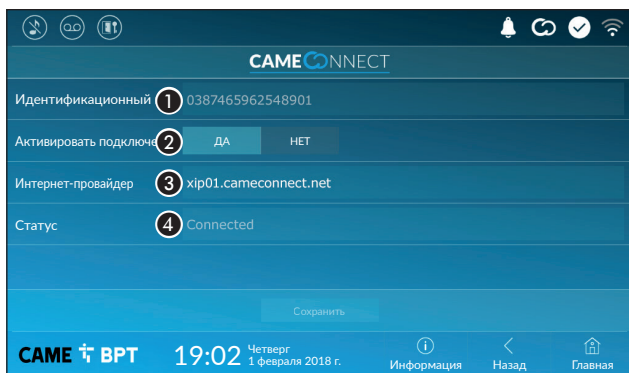 CAMECONNECT
Идентификационный 1 0387465962548901
Активировать подключе 2 ДА НЕТ
Интернет-провайдер 3 xip01.cameconnect.net
Статус 4 Connected
Сохранить
CAME BPT 19:02 Четверг
1 февраля 2018 г.
Информация Назад Главная